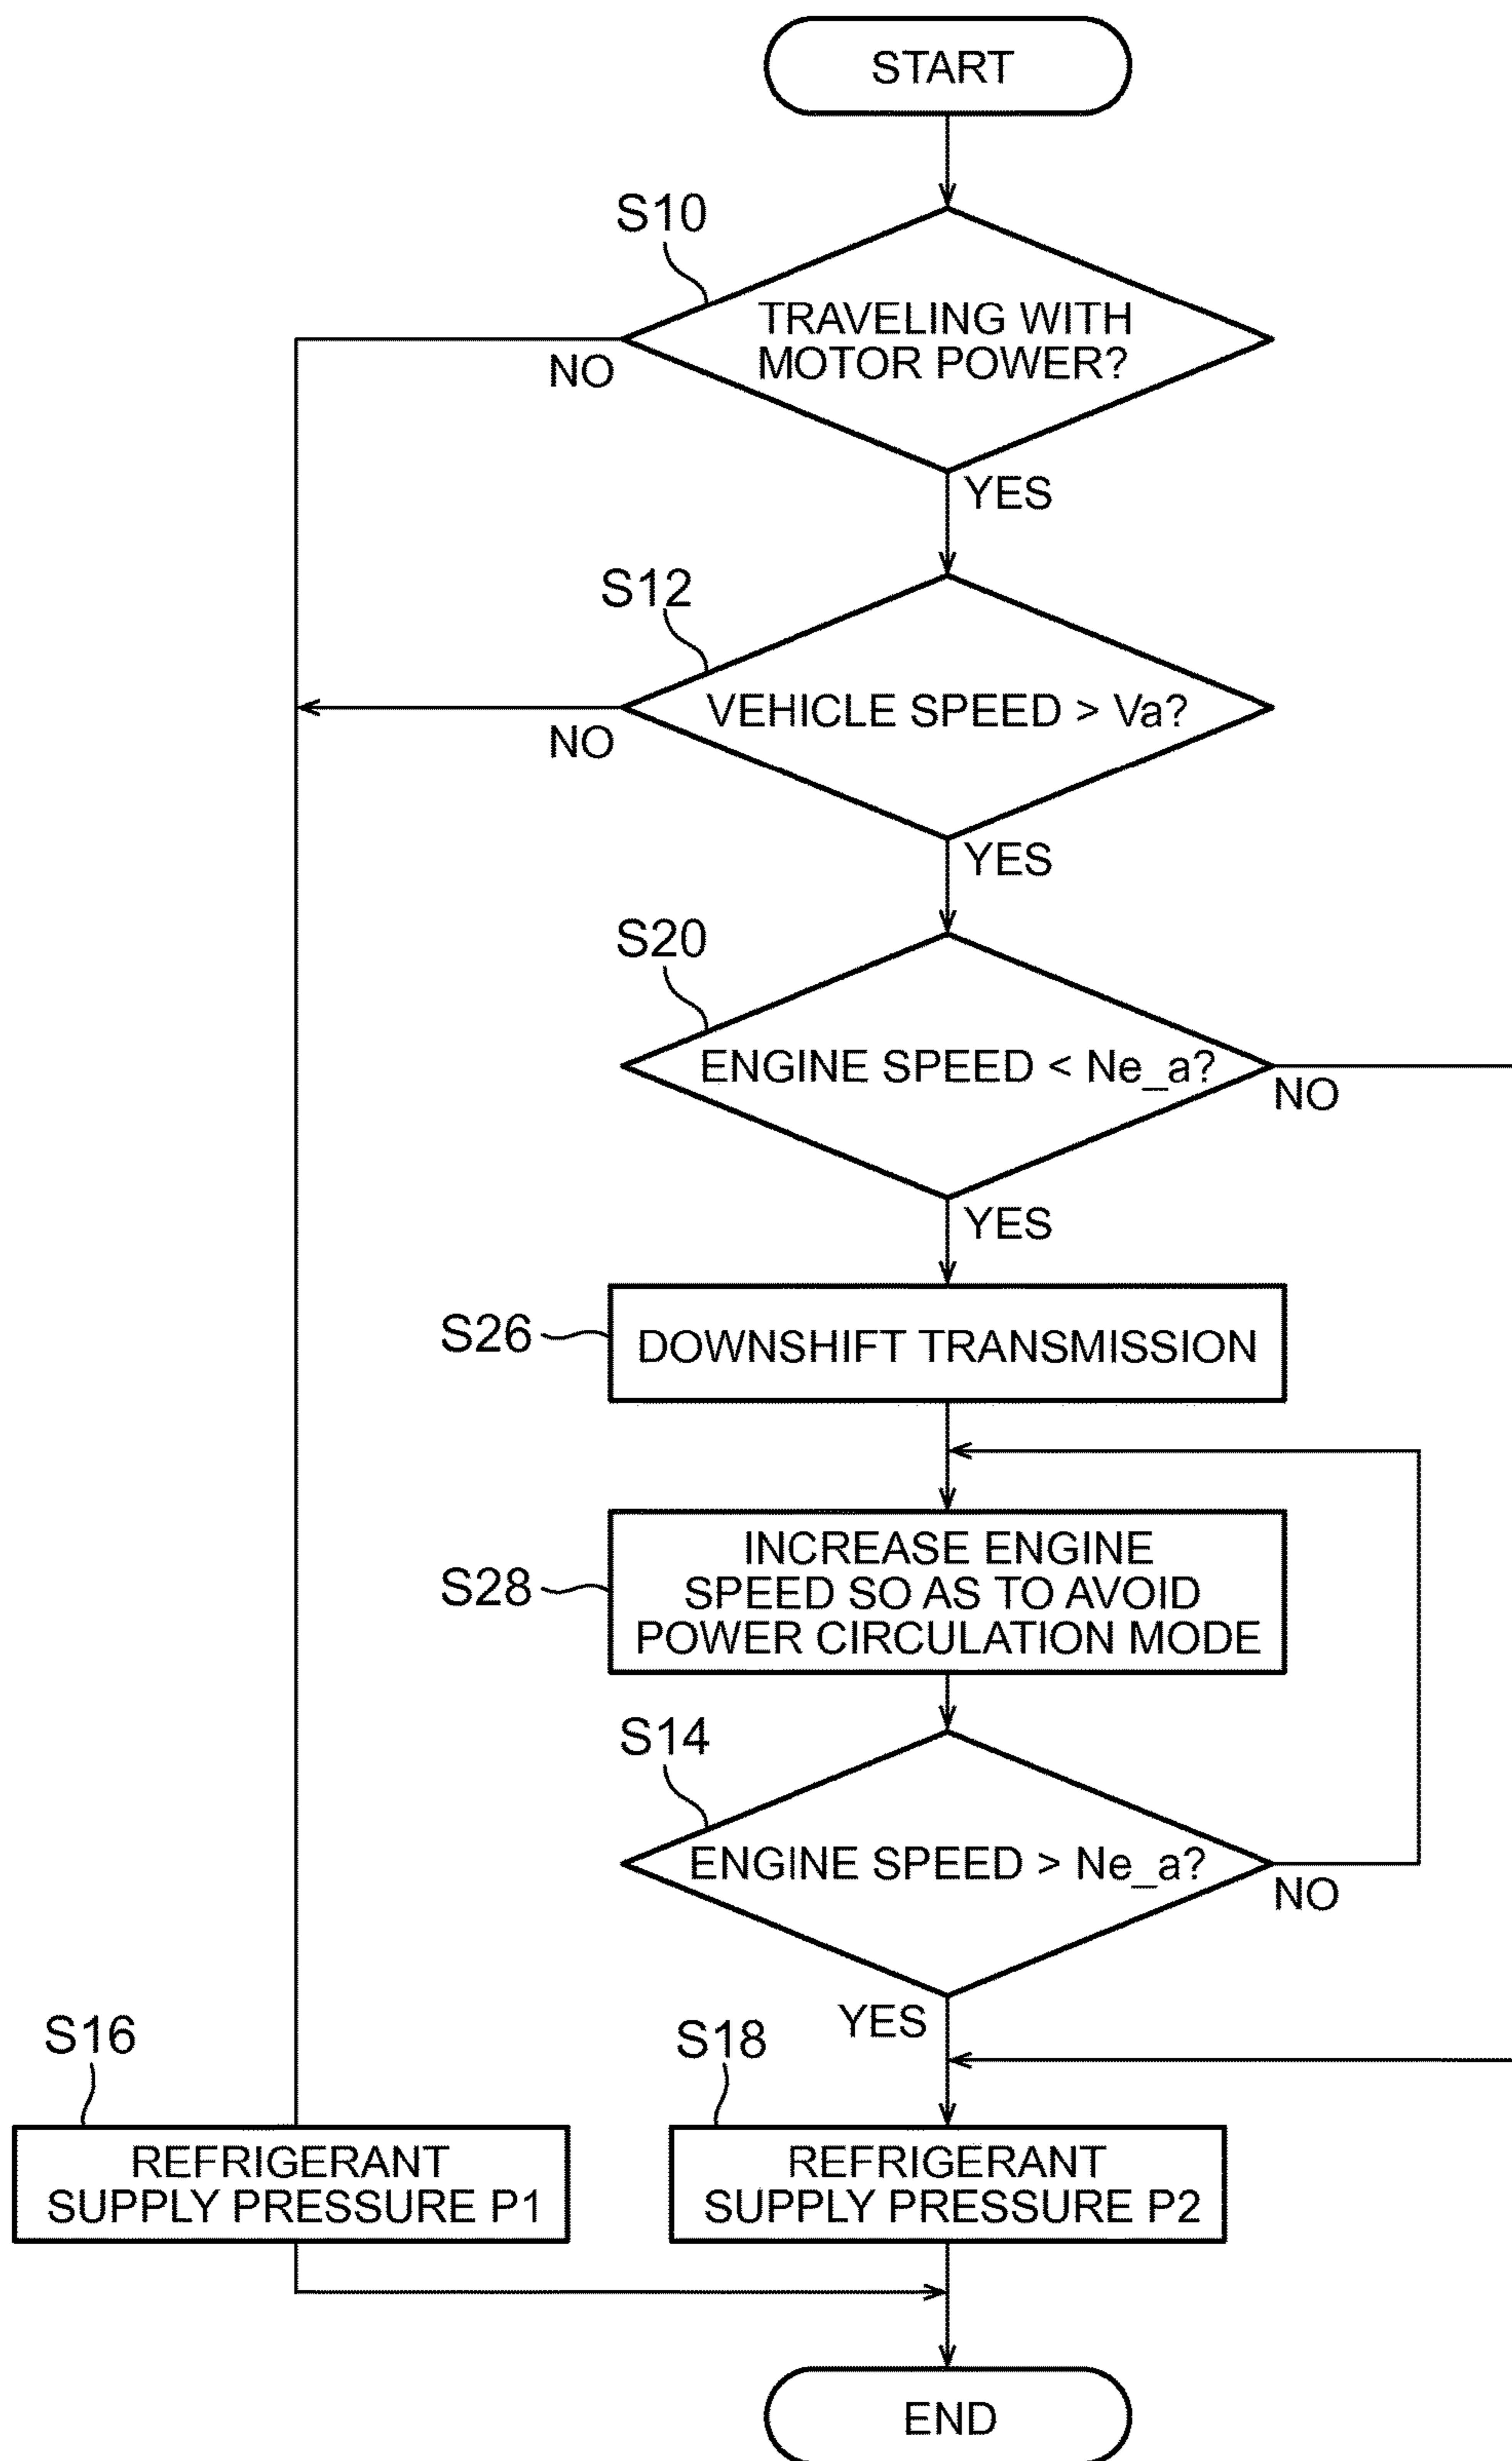 START
S10
TRAVELING WITH
MOTOR POWER?
NO
YES
S12
VEHICLE SPEED > Va?
NO
YES
S20
ENGINE SPEED < Ne_a?
NO
YES
S26
DOWNSHIFT TRANSMISSION
S28
INCREASE ENGINE
SPEED SO AS TO AVOID
POWER CIRCULATION MODE
S14
ENGINE SPEED > Ne_a?
NO
YES
S16
S18
REFRIGERANT
SUPPLY PRESSURE P1
REFRIGERANT
SUPPLY PRESSURE P2
END